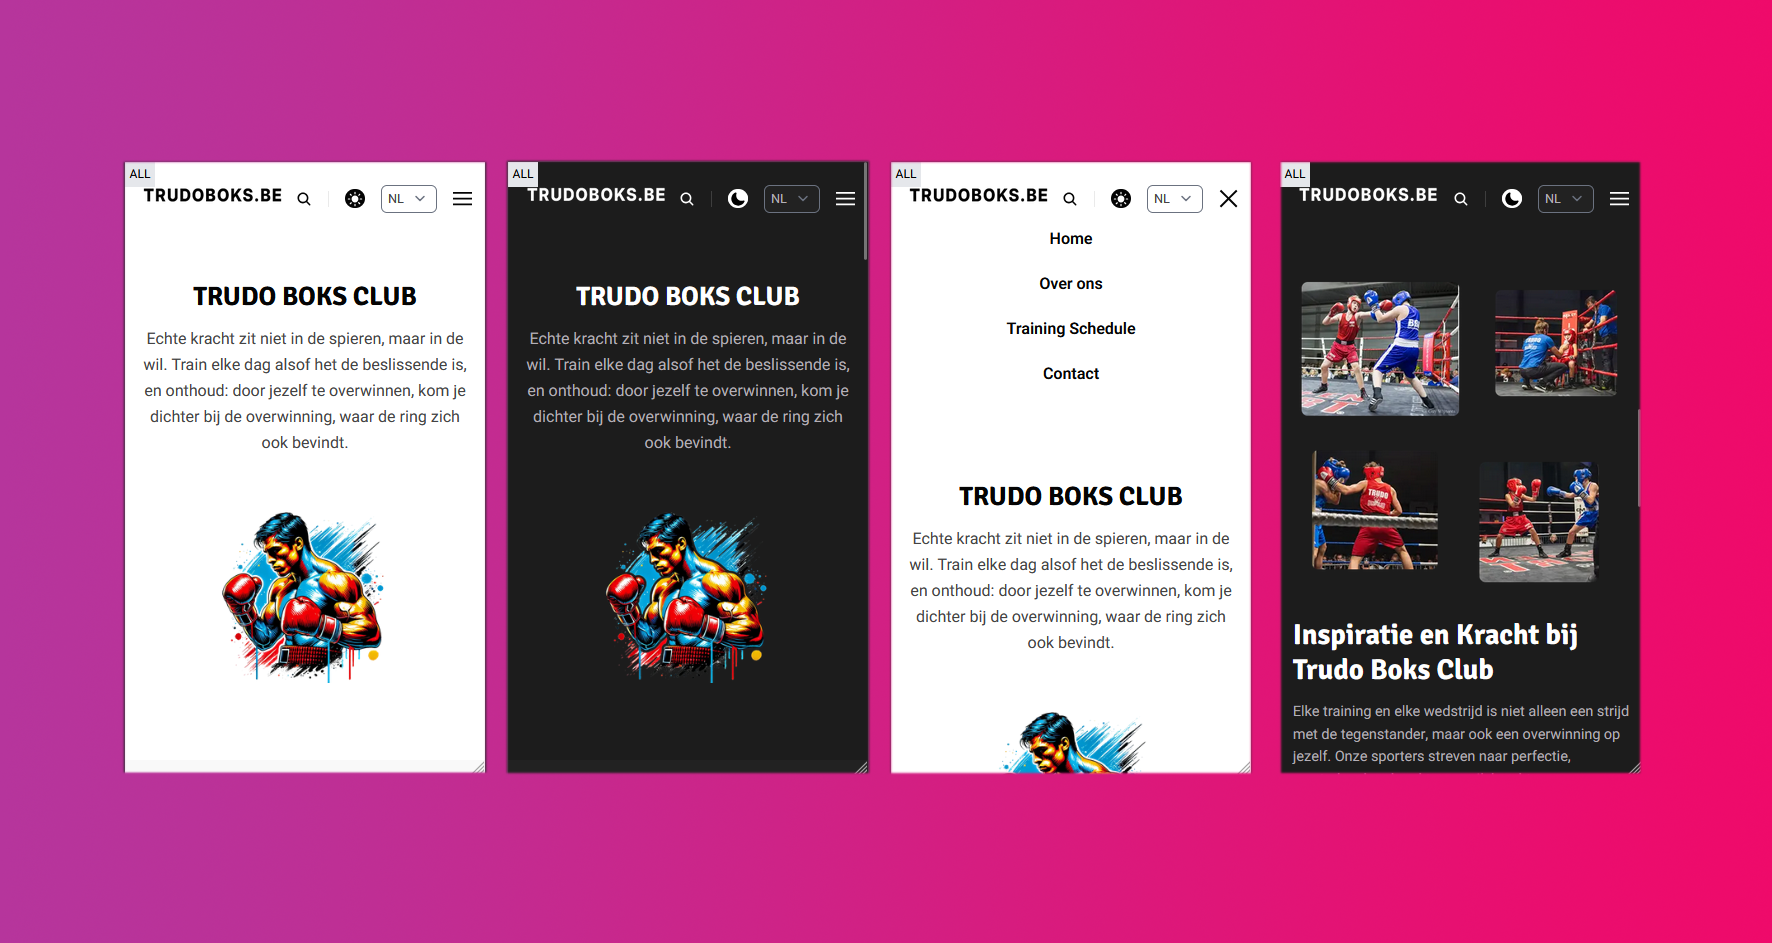 ALL
TRUDOBOKS.BE
NL
TRUDO BOKS CLUB
Echte kracht zit niet in de spieren, maar in de
wil. Train elke dag alsof het de beslissende is,
en onthoud: door jezelf te overwinnen, kom je
dichter bij de overwinning, waar de ring zich
ook bevindt.
ALL
TRUDOBOKS.BE
NL
TRUDO BOKS CLUB
Echte kracht zit niet in de spieren, maar in de
wil. Train elke dag alsof het de beslissende is,
en onthoud: door jezelf te overwinnen, kom je
dichter bij de overwinning, waar de ring zich
ook bevindt.
ALL
TRUDOBOKS.BE
NL
Home
Over ons
Training Schedule
Contact
TRUDO BOKS CLUB
Echte kracht zit niet in de spieren, maar in de
wil. Train elke dag alsof het de beslissende is,
en onthoud: door jezelf te overwinnen, kom je
dichter bij de overwinning, waar de ring zich
ook bevindt.
ALL
TRUDOBOKS.BE
NL
TRUDO
TRUDO
Inspiratie en Kracht bij
Trudo Boks Club
Elke training en elke wedstrijd is niet alleen een strijd
met de tegenstander, maar ook een overwinning op
jezelf. Onze sporters streven naar perfectie,